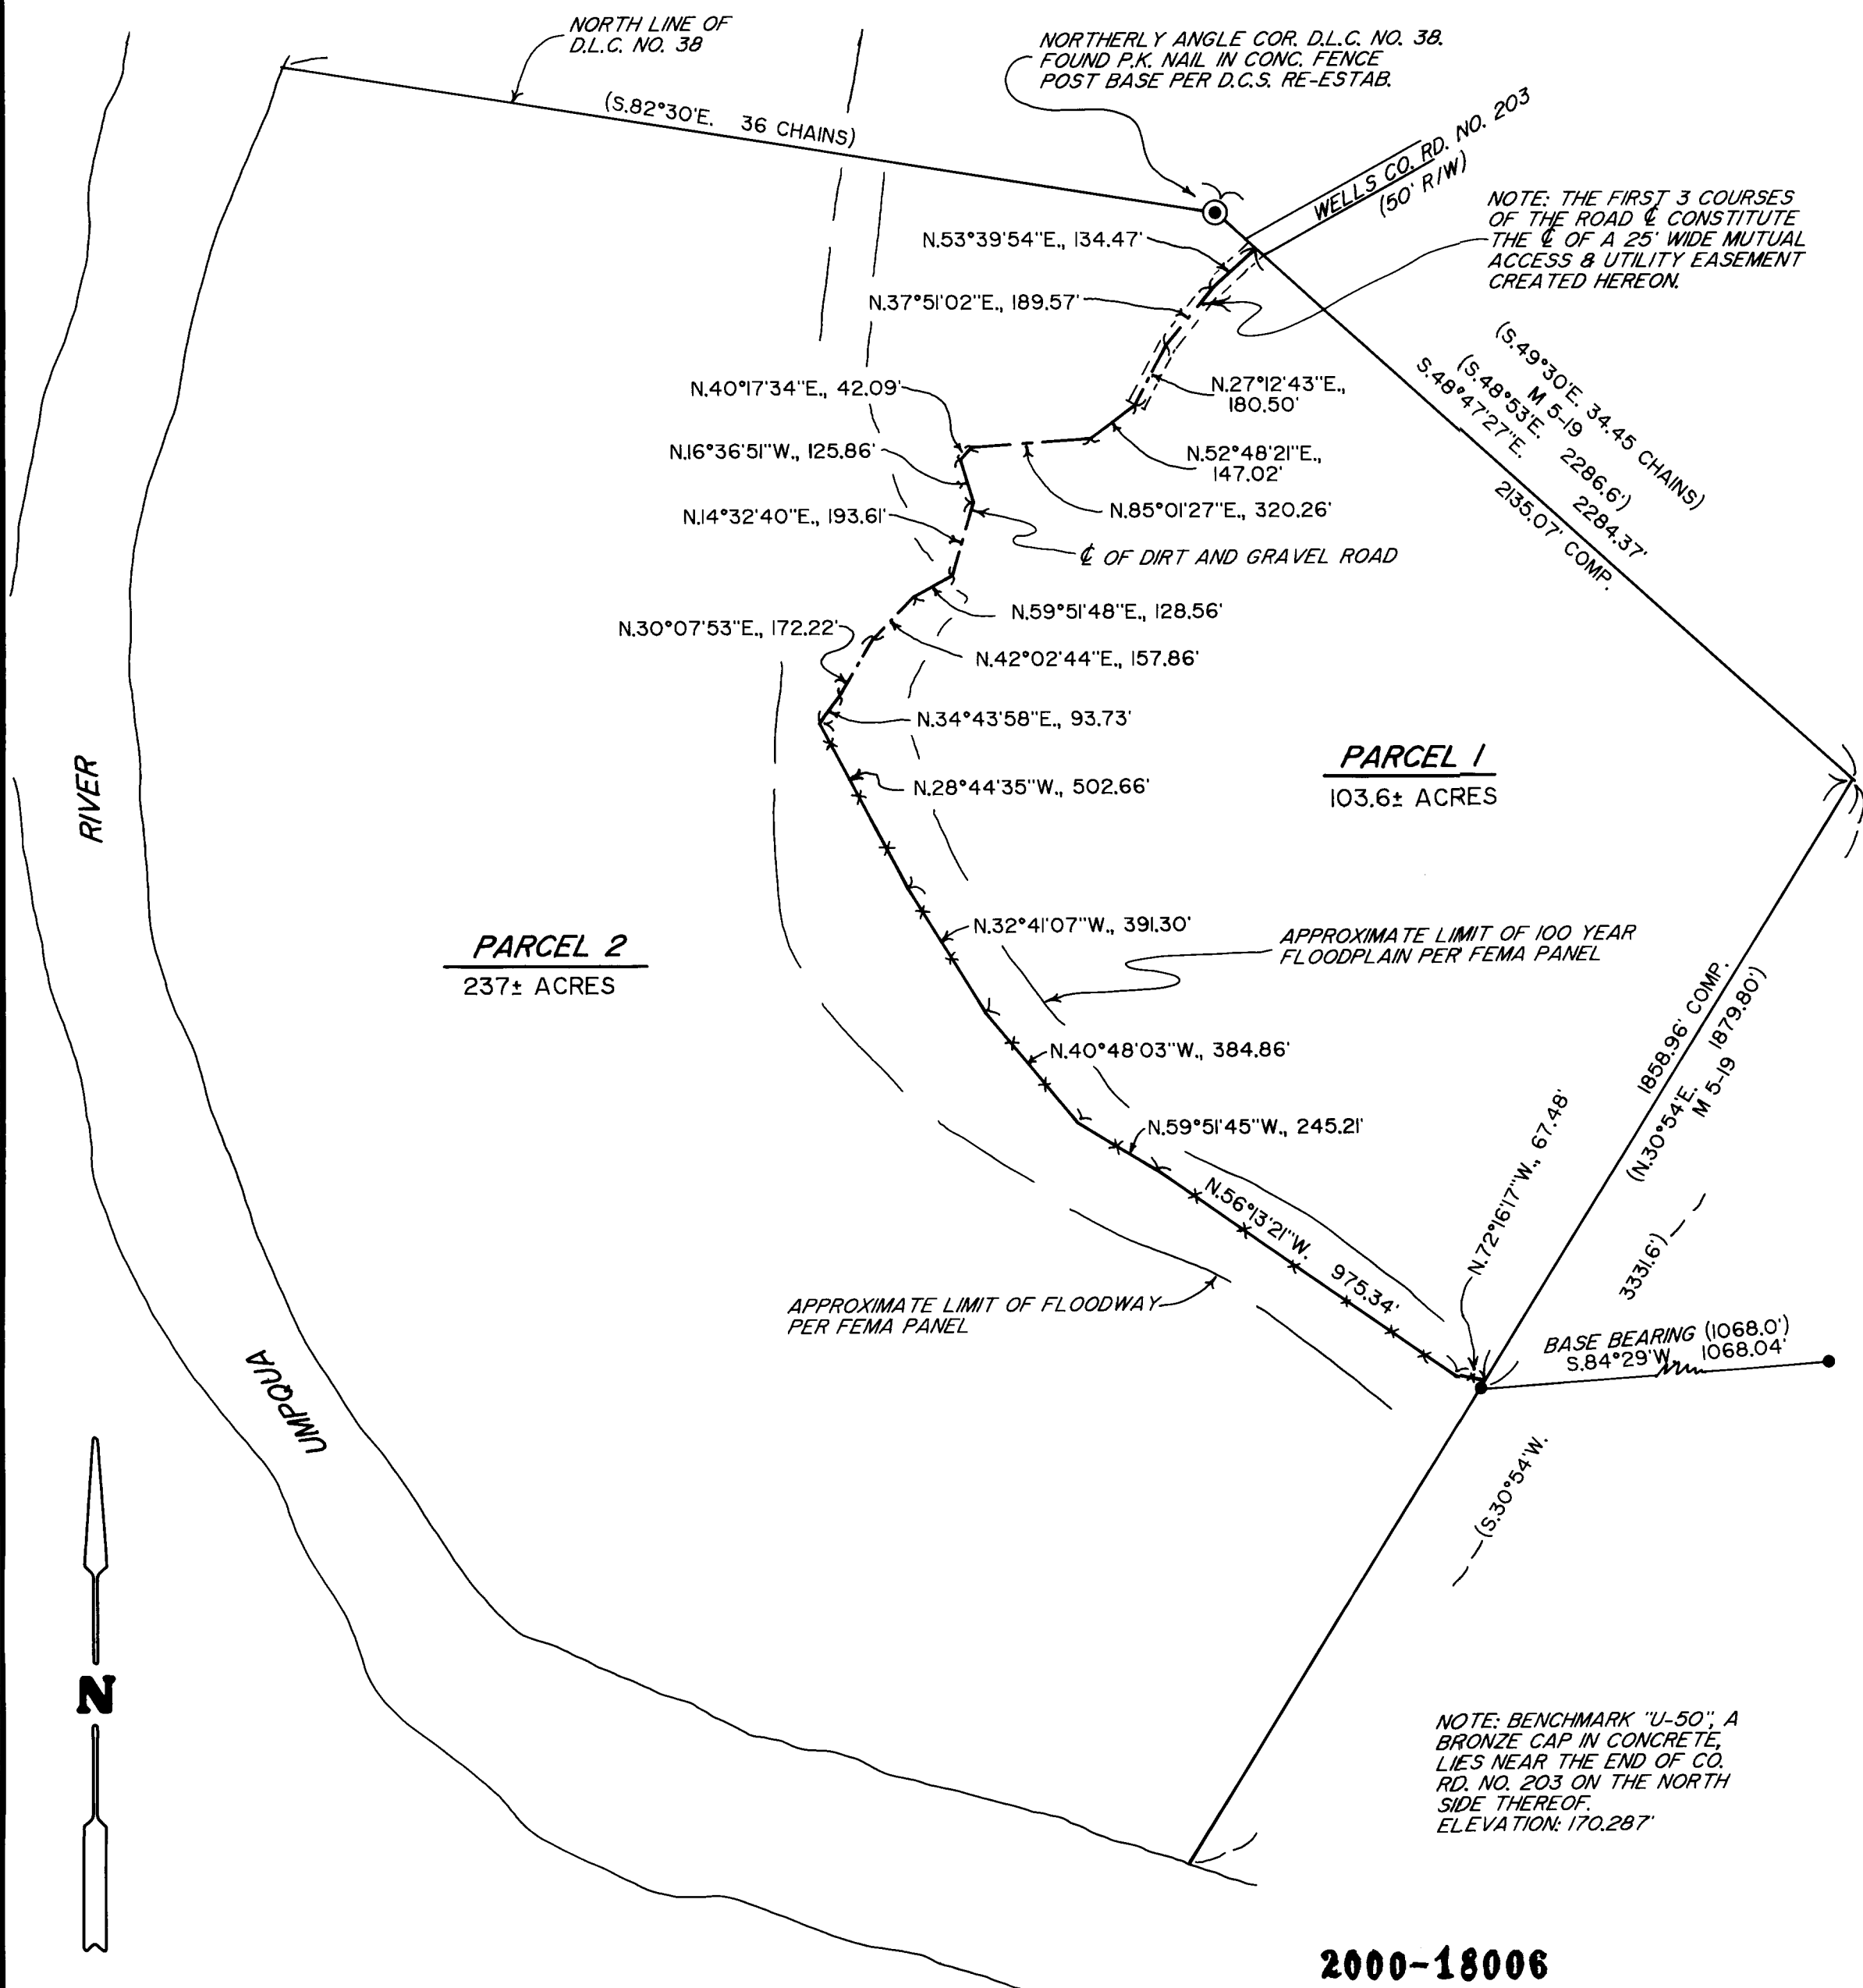 NORTH LINE OF
D.L.C. NO. 38
NORTHERLY ANGLE COR. D.L.C. NO. 38.
FOUND P.K. NAIL IN CONC. FENCE
POST BASE PER D.C.S. RE-ESTAB.
(S.82°30'E. 36 CHAINS)
WELLS CO. RD. NO. 203
(50' R/W)
NOTE: THE FIRST 3 COURSES
OF THE ROAD ℄ CONSTITUTE
THE ℄ OF A 25' WIDE MUTUAL
ACCESS & UTILITY EASEMENT
CREATED HEREON.
N.53°39'54"E., 134.47'
N.37°51'02"E., 189.57'
N.40°17'34"E., 42.09'
N.27°12'43"E.,
180.50'
(S.49°30'E. 34.45 CHAINS)
M 5-19
(S.48°53'E. 2286.6')
S.48°47'27"E. 2284.37'
2135.07' COMP.
N.16°36'51"W., 125.86'
N.52°48'21"E.,
147.02'
N.14°32'40"E., 193.61'
N.85°01'27"E., 320.26'
℄ OF DIRT AND GRAVEL ROAD
N.59°51'48"E., 128.56'
N.30°07'53"E., 172.22'
N.42°02'44"E., 157.86'
N.34°43'58"E., 93.73'
PARCEL 1
103.6± ACRES
N.28°44'35"W., 502.66'
RIVER
N.32°41'07"W., 391.30'
APPROXIMATE LIMIT OF 100 YEAR
FLOODPLAIN PER FEMA PANEL
PARCEL 2
237± ACRES
N.40°48'03"W., 384.86'
1858.96' COMP.
(N.30°54'E. 1879.80')
M 5-19
N.59°51'45"W., 245.21'
N.72°16'17"W., 67.48'
N.56°13'21"W. 975.34'
3331.6')
APPROXIMATE LIMIT OF FLOODWAY
PER FEMA PANEL
BASE BEARING (1068.0')
S.84°29'W. 1068.04'
UMPQUA
(S.30°54'W.
N
NOTE: BENCHMARK "U-50", A
BRONZE CAP IN CONCRETE,
LIES NEAR THE END OF CO.
RD. NO. 203 ON THE NORTH
SIDE THEREOF.
ELEVATION: 170.287'
2000-18006